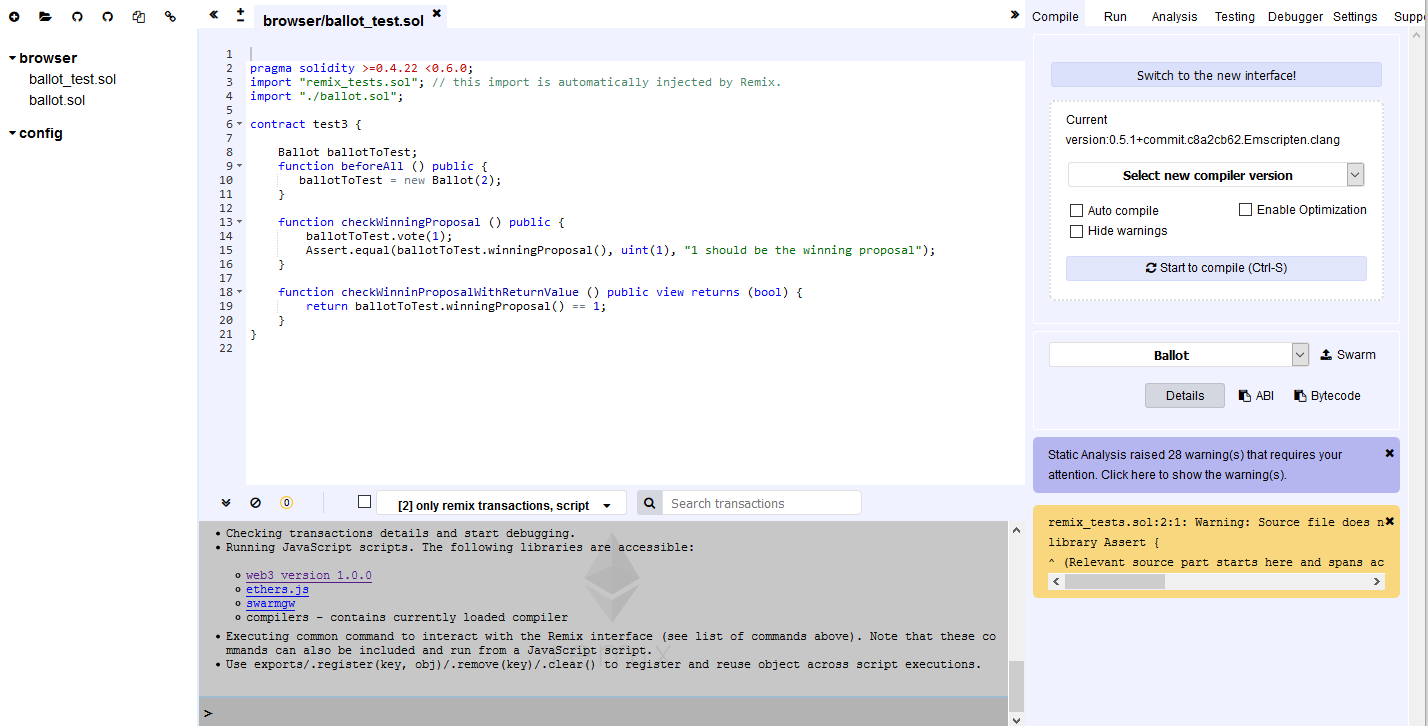 browser/ballot_test.sol
Compile Run Analysis Testing Debugger Settings Suppo
browser
ballot_test.sol
ballot.sol
config
1
2 pragma solidity >=0.4.22 <0.6.0;
3 import "remix_tests.sol"; // this import is automatically injected by Remix.
4 import "./ballot.sol";
5
6 contract test3 {
7
8 Ballot ballotToTest;
9 function beforeAll () public {
10 ballotToTest = new Ballot(2);
11 }
12
13 function checkWinningProposal () public {
14 ballotToTest.vote(1);
15 Assert.equal(ballotToTest.winningProposal(), uint(1), "1 should be the winning proposal");
16 }
17
18 function checkWinninProposalWithReturnValue () public view returns (bool) {
19 return ballotToTest.winningProposal() == 1;
20 }
21 }
22
0
[2] only remix transactions, script
Search transactions
Checking transactions details and start debugging.
Running JavaScript scripts. The following libraries are accessible:
web3 version 1.0.0
ethers.js
swarmgw
compilers - contains currently loaded compiler
Executing common command to interact with the Remix interface (see list of commands above). Note that these co
mmands can also be included and run from a JavaScript script.
Use exports/.register(key, obj)/.remove(key)/.clear() to register and reuse object across script executions.
>
Switch to the new interface!
Current
version:0.5.1+commit.c8a2cb62.Emscripten.clang
Select new compiler version
Auto compile
Enable Optimization
Hide warnings
Start to compile (Ctrl-S)
Ballot
Swarm
Details
ABI
Bytecode
Static Analysis raised 28 warning(s) that requires your
attention. Click here to show the warning(s).
remix_tests.sol:2:1: Warning: Source file does n
library Assert {
^ (Relevant source part starts here and spans ac